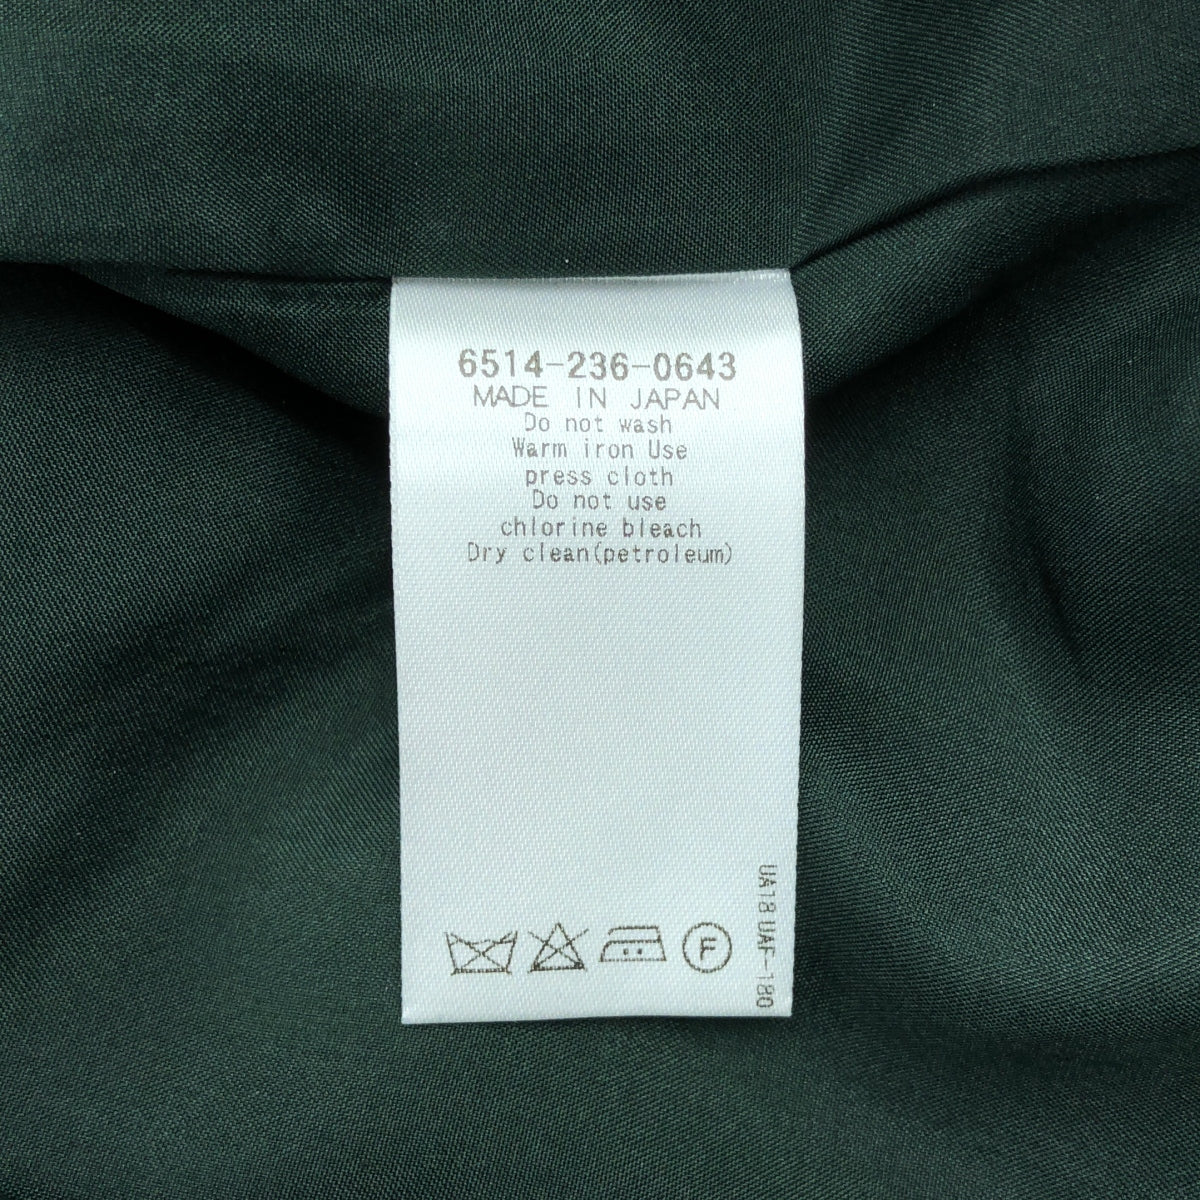 6514-236-0643
MADE IN JAPAN
Do not wash
Warm iron Use
press cloth
Do not use
chlorine bleach
Dry clean(petroleum)
F
UA18 UAF-180